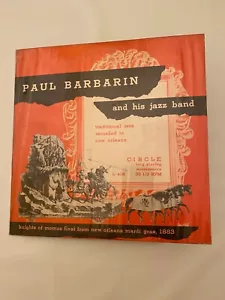 PAUL BARBARIN
and his jazz band
traditional jazz
recorded in
new orleans
CIRCLE
long playing
microgroove
33 1/3 RPM
knights of momus float from new orleans mardi gras, 1883